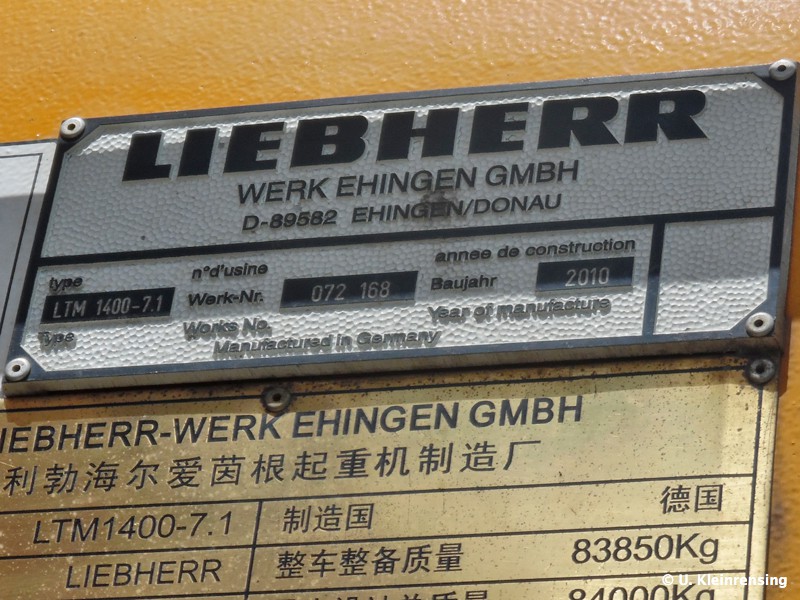 LIEBHERR
WERK EHINGEN GMBH
D-89582 EHINGEN/DONAU
type
LTM 1400-7.1
Type
n°d'usine
Werk-Nr. 072 168
Works No.
annee de construction
Baujahr 2010
Year of manufacture
Manufactured in Germany
IEBHERR-WERK EHINGEN GMBH
利勃海尔爱茵根起重机制造厂
LTM1400-7.1 制造国 德国
LIEBHERR 整车整备质量 83850Kg
84000Kg
© U. Kleinrensing